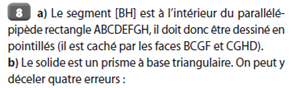 8 a) Le segment [BH] est à l'intérieur du parallélé-
pipède rectangle ABCDEFGH, il doit donc être dessiné en
pointillés (il est caché par les faces BCGF et CGHD).
b) Le solide est un prisme à base triangulaire. On peut y
déceler quatre erreurs :